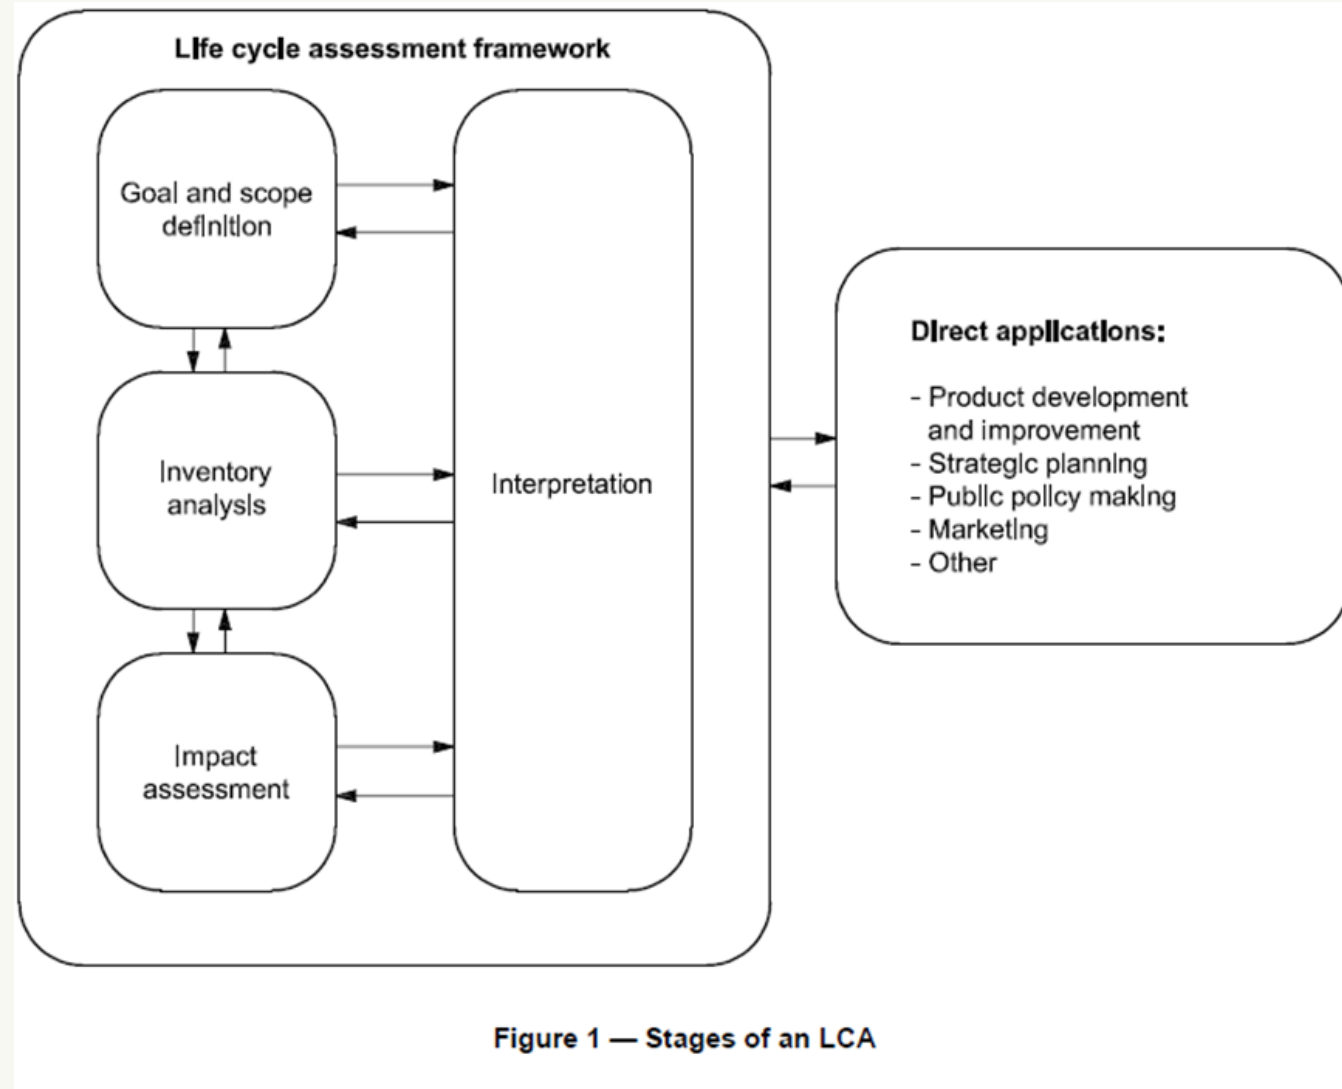 Life cycle assessment framework
Goal and scope
definition
Inventory
analysis
Impact
assessment
Interpretation
Direct applications:
- Product development
and improvement
- Strategic planning
- Public policy making
- Marketing
- Other
Figure 1 — Stages of an LCA